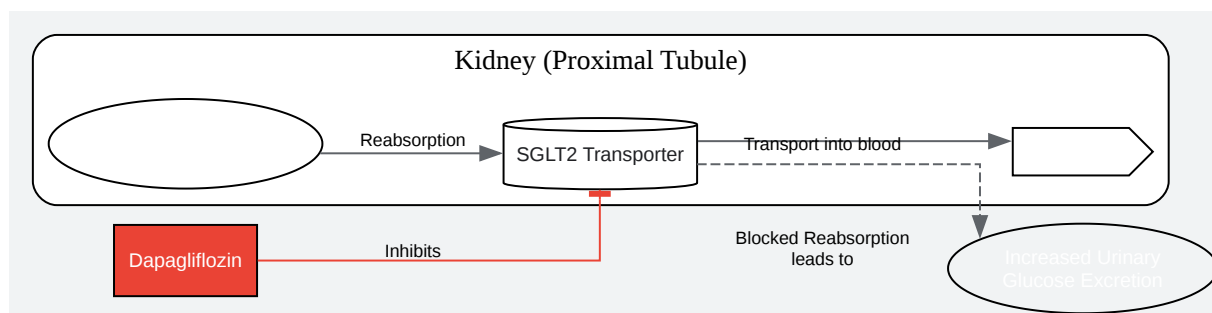 Kidney (Proximal Tubule)
Reabsorption
SGLT2 Transporter
Transport into blood
Dapagliflozin
Inhibits
Blocked Reabsorption
leads to
Increased Urinary
Glucose Excretion